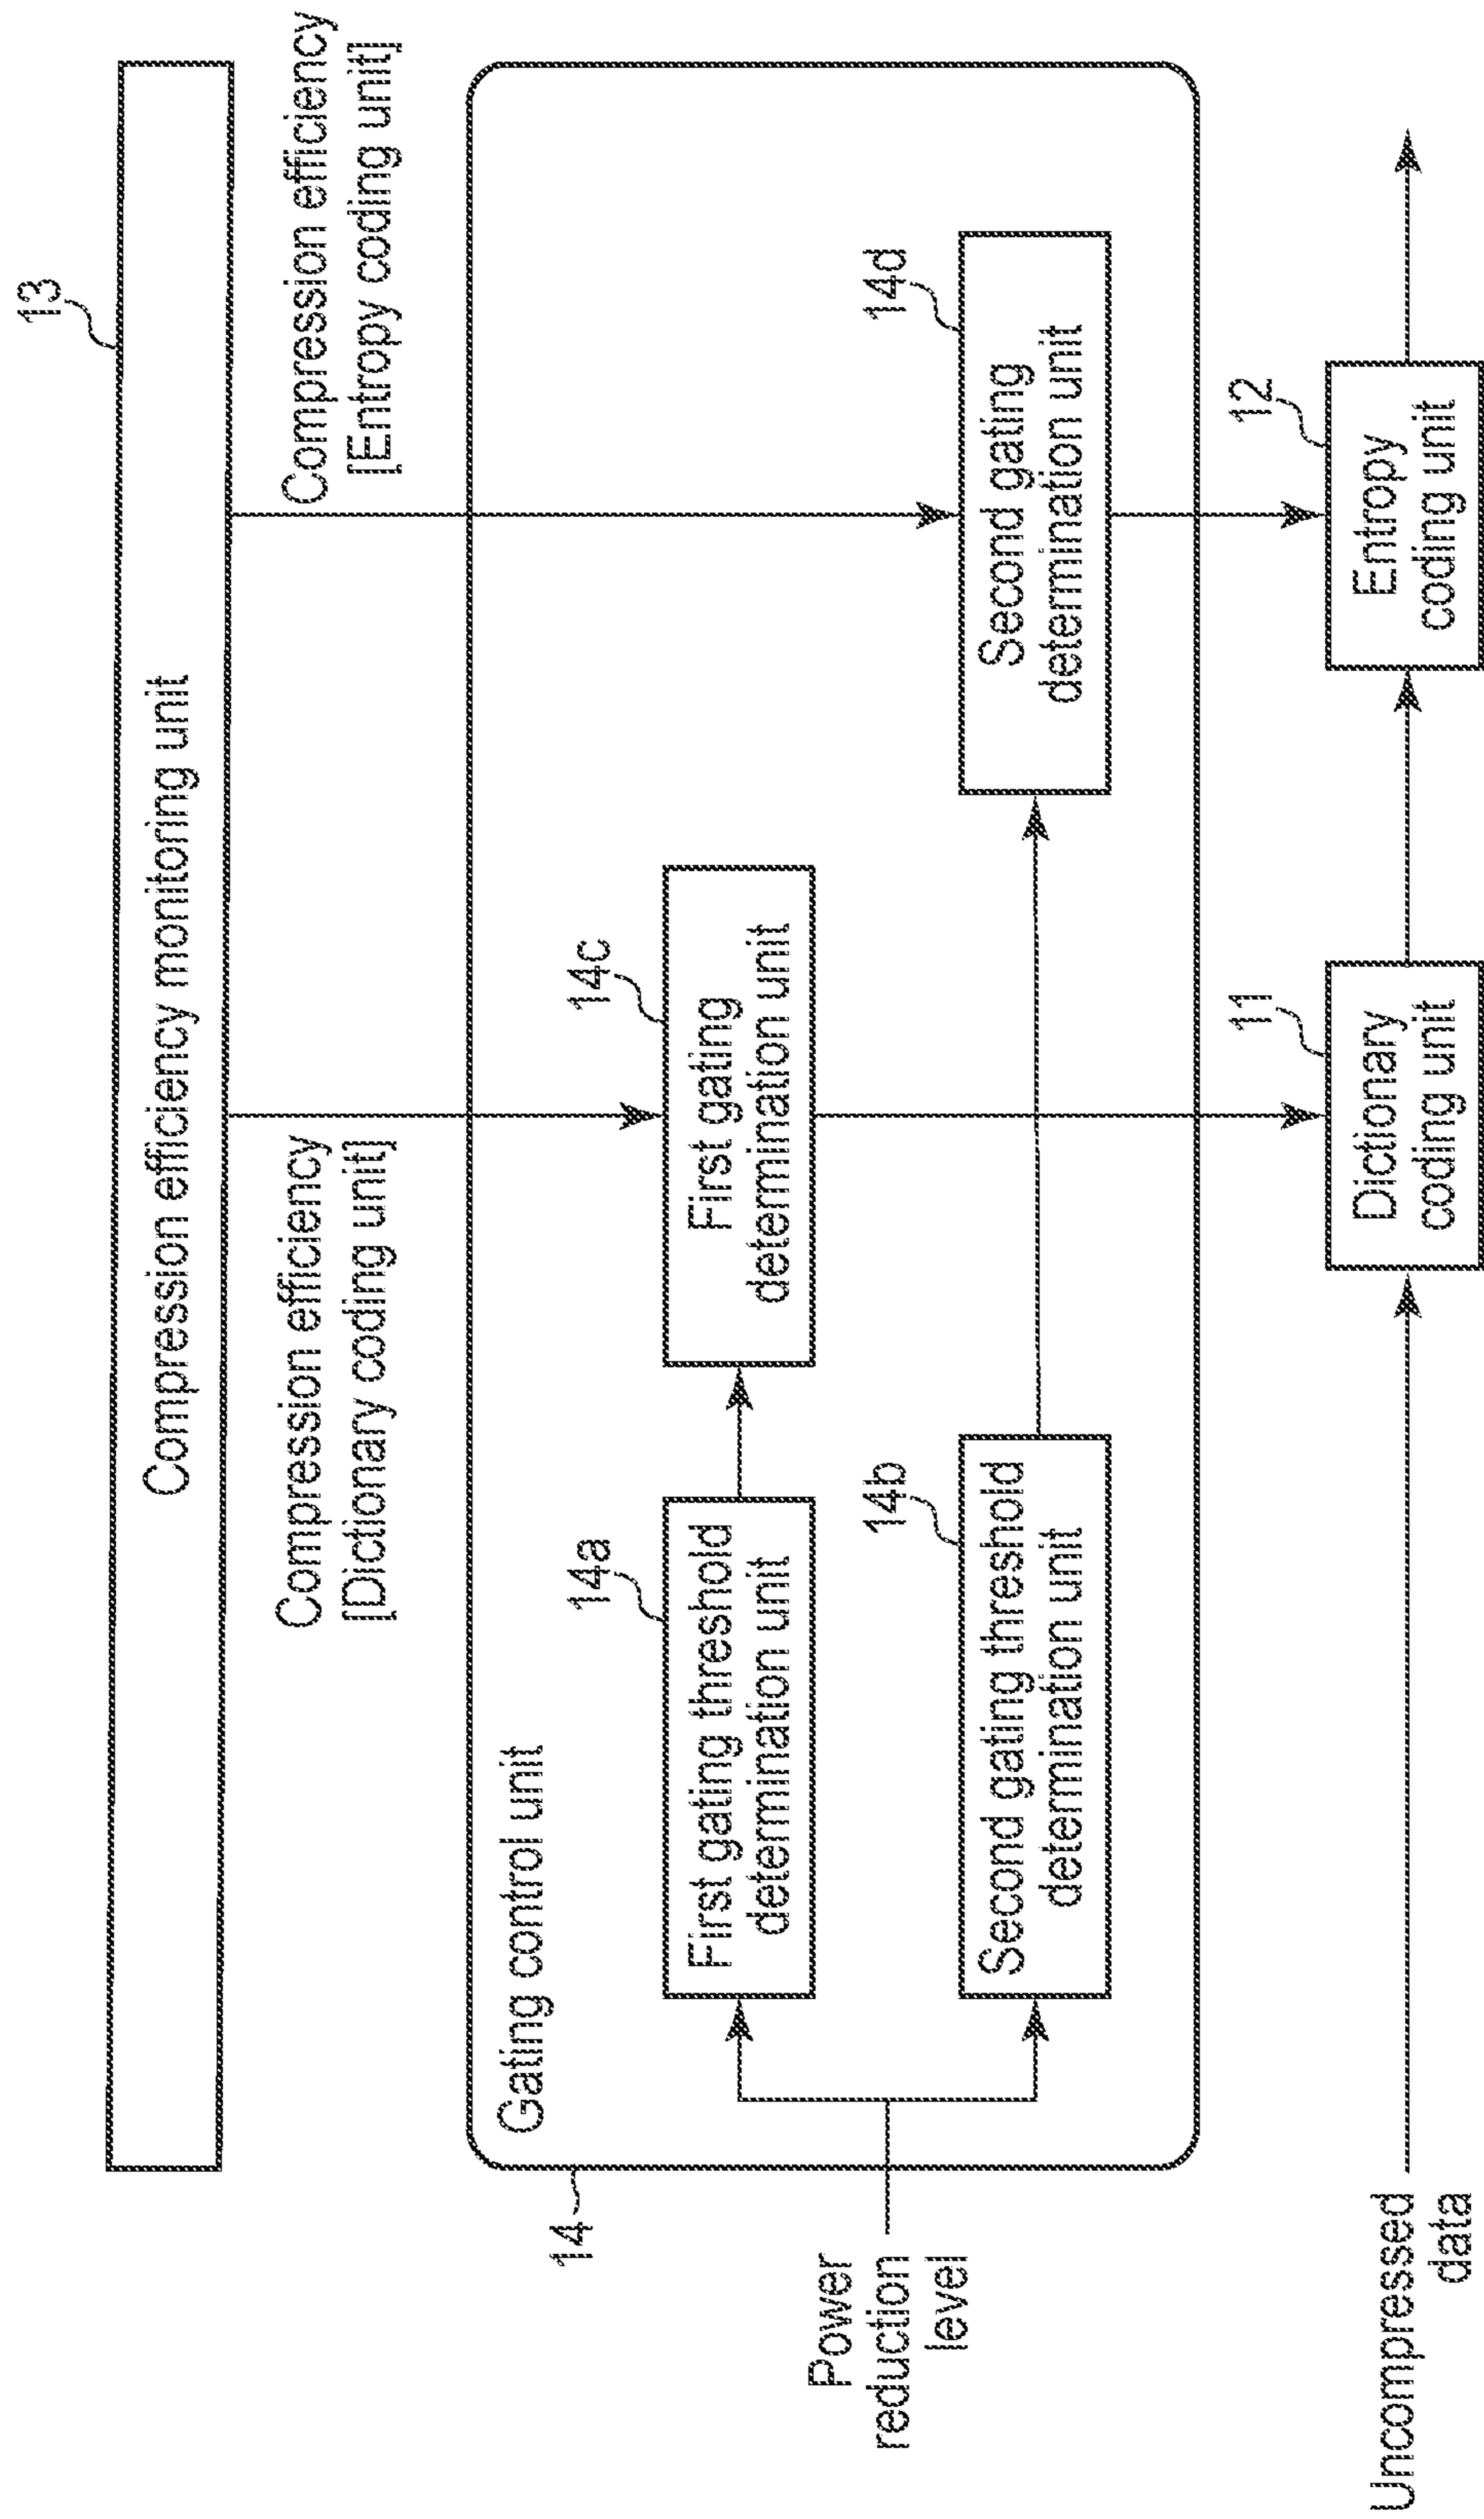 13
Compression efficiency monitoring unit
Compression efficiency
[Dictionary coding unit]
Compression efficiency
[Entropy coding unit]
14
Gating control unit
Power
reduction
level
14a
First gating threshold
determination unit
14c
First gating
determination unit
14b
Second gating threshold
determination unit
14d
Second gating
determination unit
Uncompressed
data
11
Dictionary
coding unit
12
Entropy
coding unit